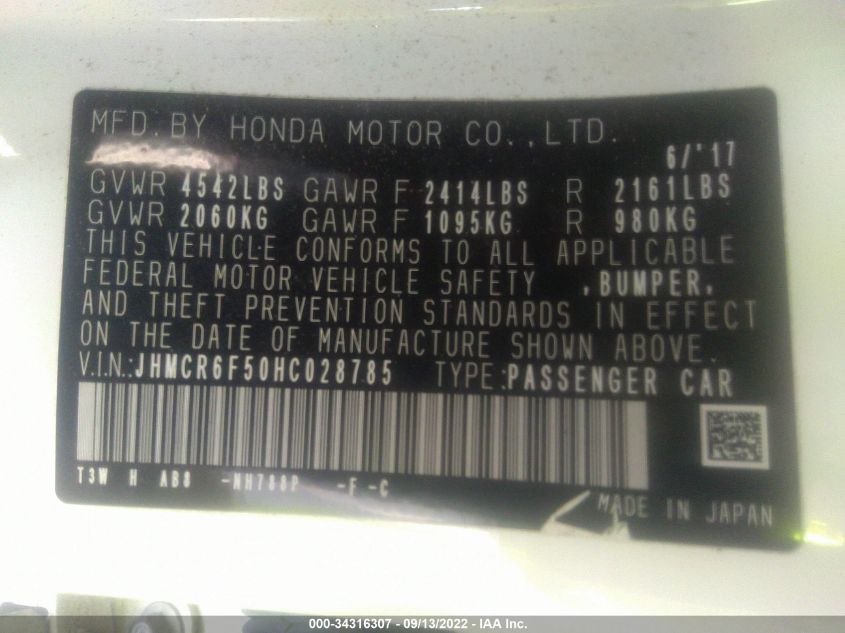 MFD.BY HONDA MOTOR CO.,LTD.
6/'17
GVWR 4542LBS GAWR F 2414LBS R 2161LBS
GVWR 2060KG GAWR F 1095KG R 980KG
THIS VEHICLE CONFORMS TO ALL APPLICABLE
FEDERAL MOTOR VEHICLE SAFETY ,BUMPER,
AND THEFT PREVENTION STANDARDS IN EFFECT
ON THE DATE OF MANUFACTURE SHOWN ABOVE.
V.I.N.:JHMCR6F50HC028785 TYPE:PASSENGER CAR
T3W H AB8 -NH788P -F -C
MADE IN JAPAN
000-34316307 - 09/13/2022 - IAA Inc.